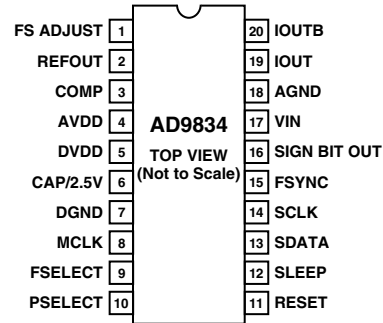 FS ADJUST 1 20 IOUTB
REFOUT 2 19 IOUT
COMP 3 18 AGND
AVDD 4 AD9834 17 VIN
DVDD 5 TOP VIEW 16 SIGN BIT OUT
CAP/2.5V 6 (Not to Scale) 15 FSYNC
DGND 7 14 SCLK
MCLK 8 13 SDATA
FSELECT 9 12 SLEEP
PSELECT 10 11 RESET